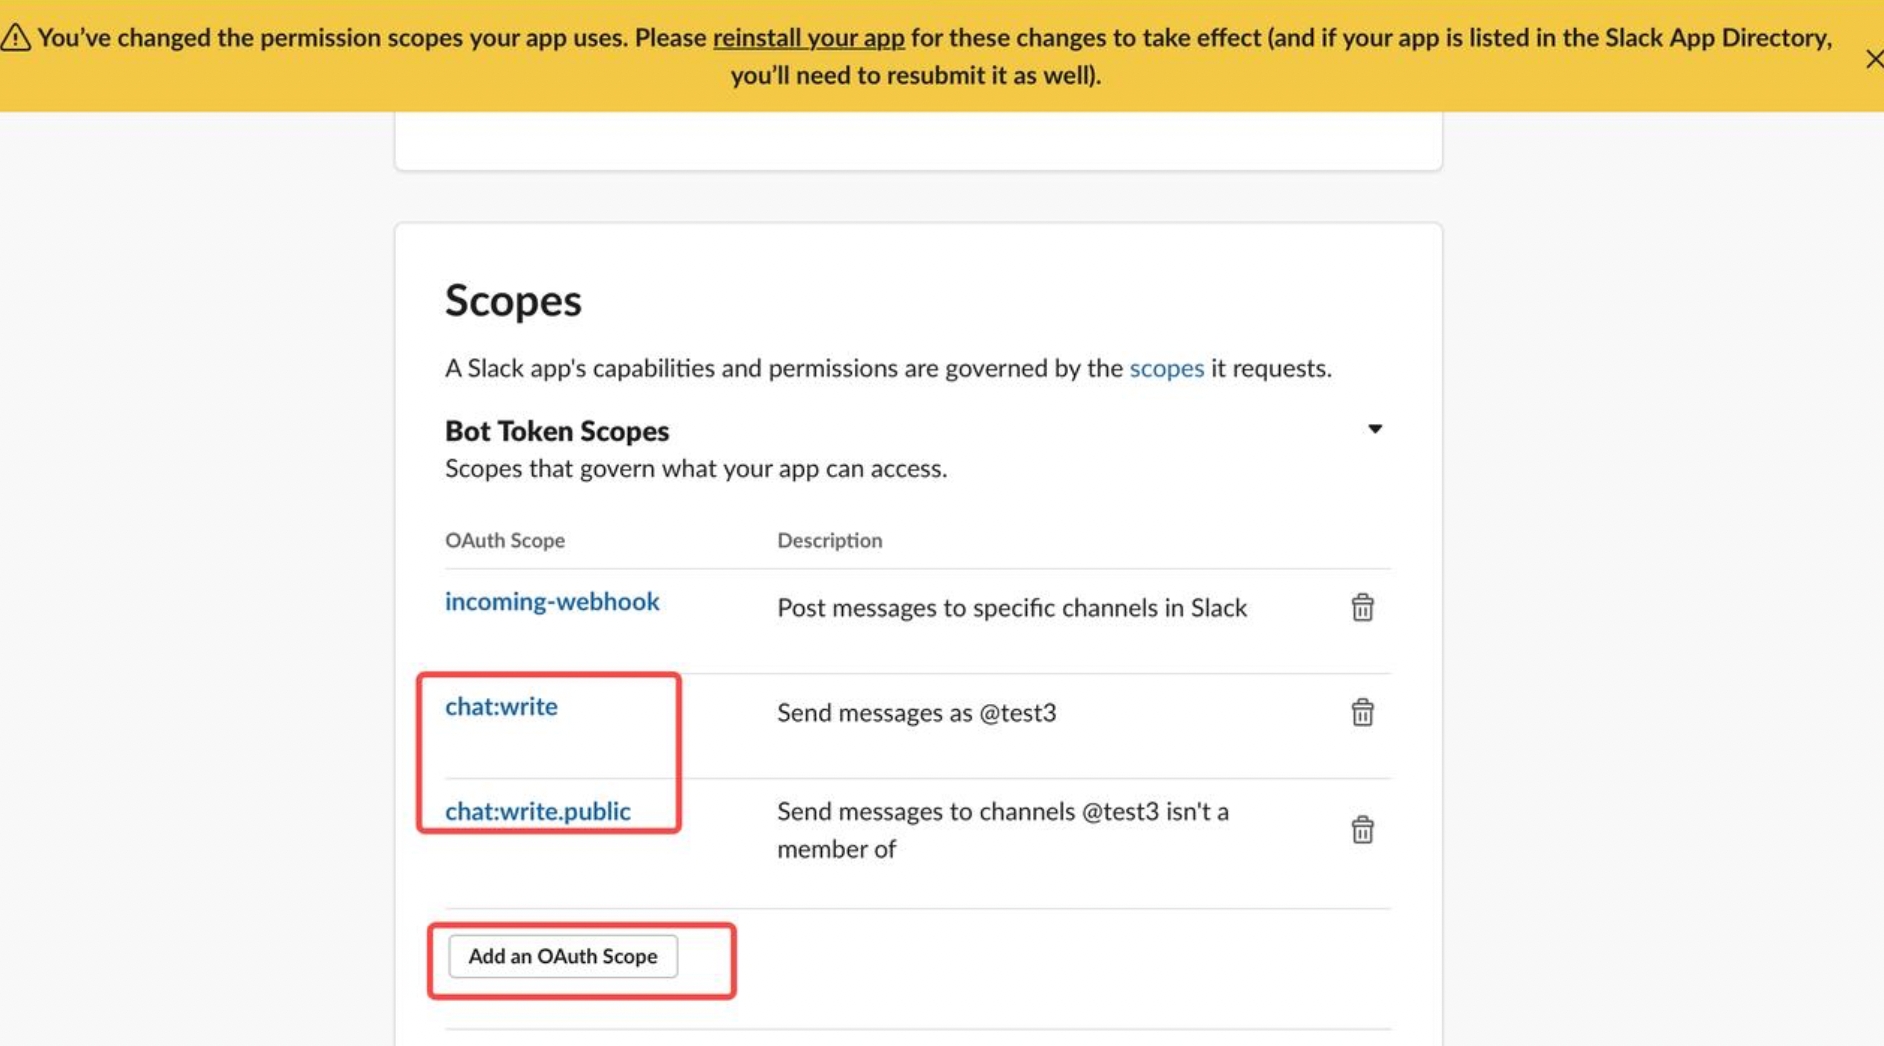 You've changed the permission scopes your app uses. Please reinstall your app for these changes to take effect (and if your app is listed in the Slack App Directory,
you'll need to resubmit it as well).
Scopes
A Slack app's capabilities and permissions are governed by the scopes it requests.
Bot Token Scopes
Scopes that govern what your app can access.
OAuth Scope Description
incoming-webhook Post messages to specific channels in Slack
chat:write Send messages as @test3
chat:write.public Send messages to channels @test3 isn't a
member of
Add an OAuth Scope